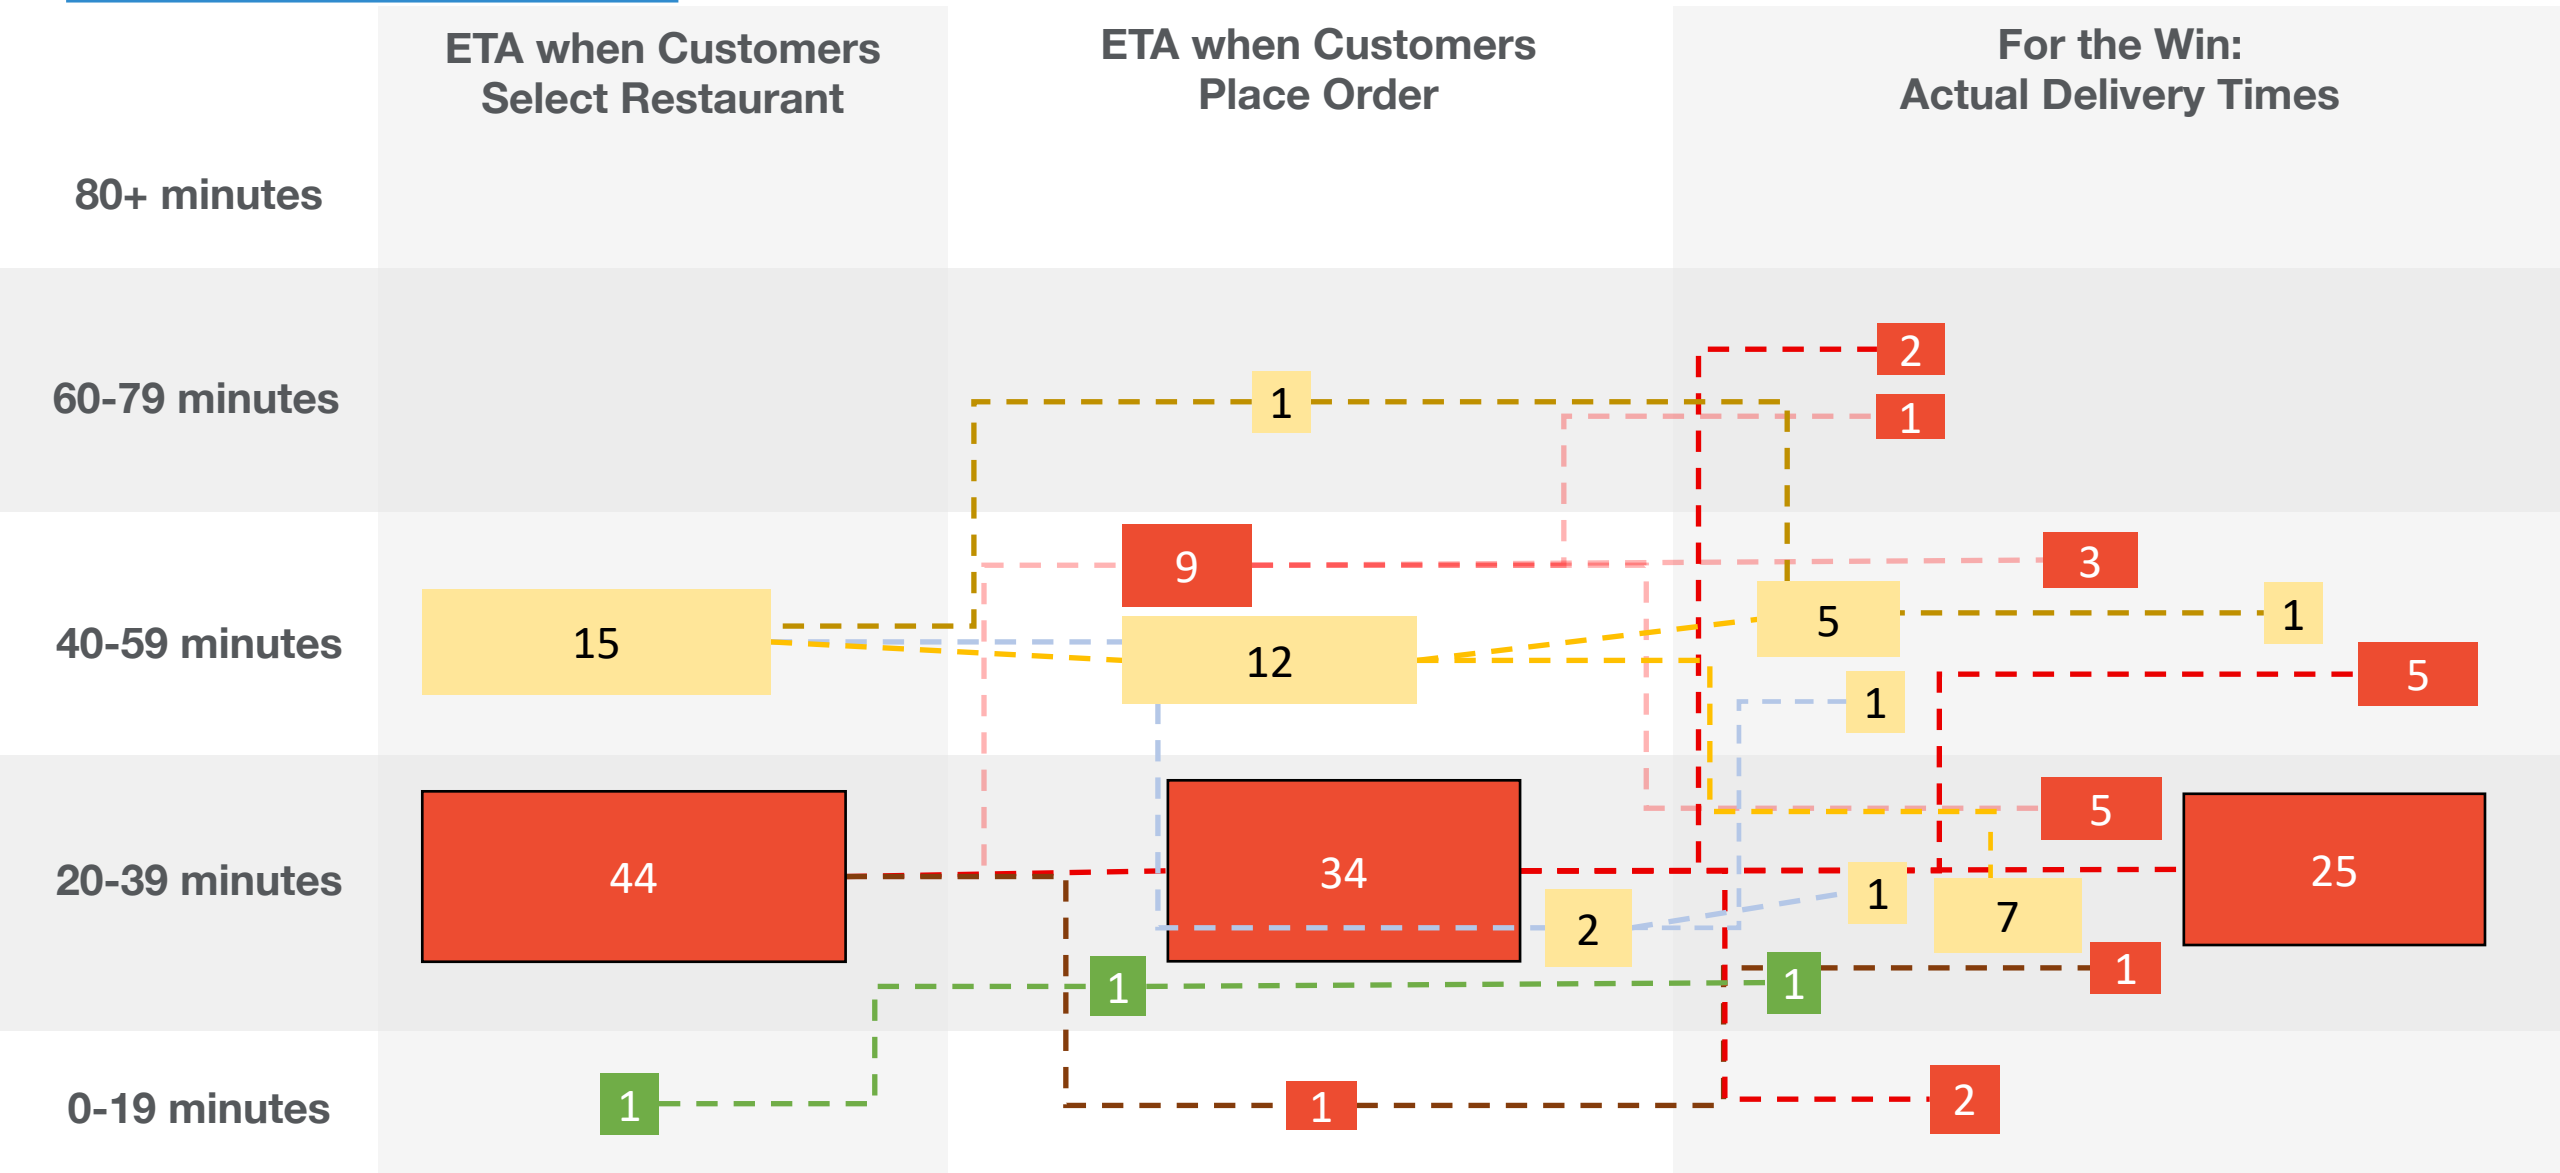 ETA when Customers
Select Restaurant
ETA when Customers
Place Order
For the Win:
Actual Delivery Times
80+ minutes
60-79 minutes
1
2
1
40-59 minutes
15
9
12
3
5
1
5
1
20-39 minutes
44
34
2
1
5
1
7
25
1
1
0-19 minutes
1
1
2